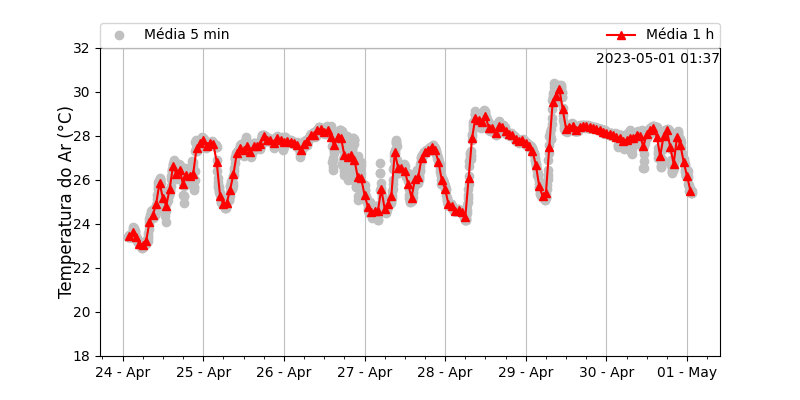 Média 5 min
Média 1 h
2023-05-01 01:37
Temperatura do Ar (°C)
32
30
28
26
24
22
20
18
24 - Apr
25 - Apr
26 - Apr
27 - Apr
28 - Apr
29 - Apr
30 - Apr
01 - May